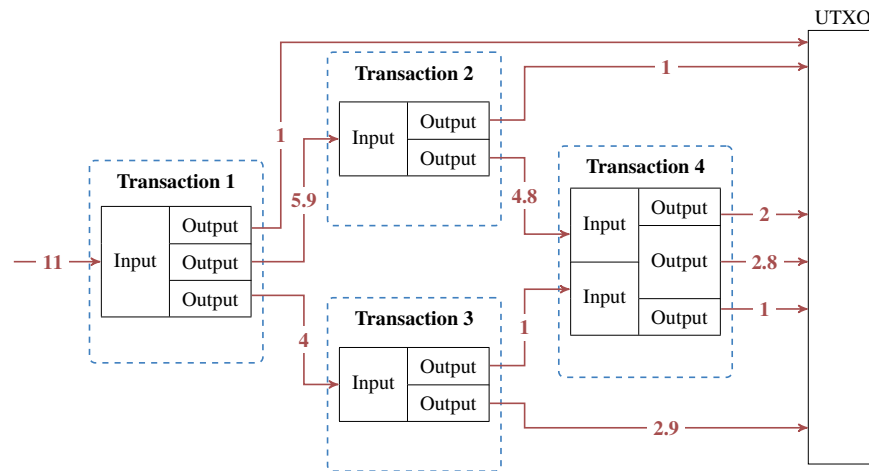 UTXO
Transaction 2
1
Input
Output
Output
1
5.9
4.8
Transaction 1
Input
Output
Output
Output
11
4
Transaction 4
Input
Input
Output
Output
Output
2
2.8
1
Transaction 3
1
Input
Output
Output
2.9